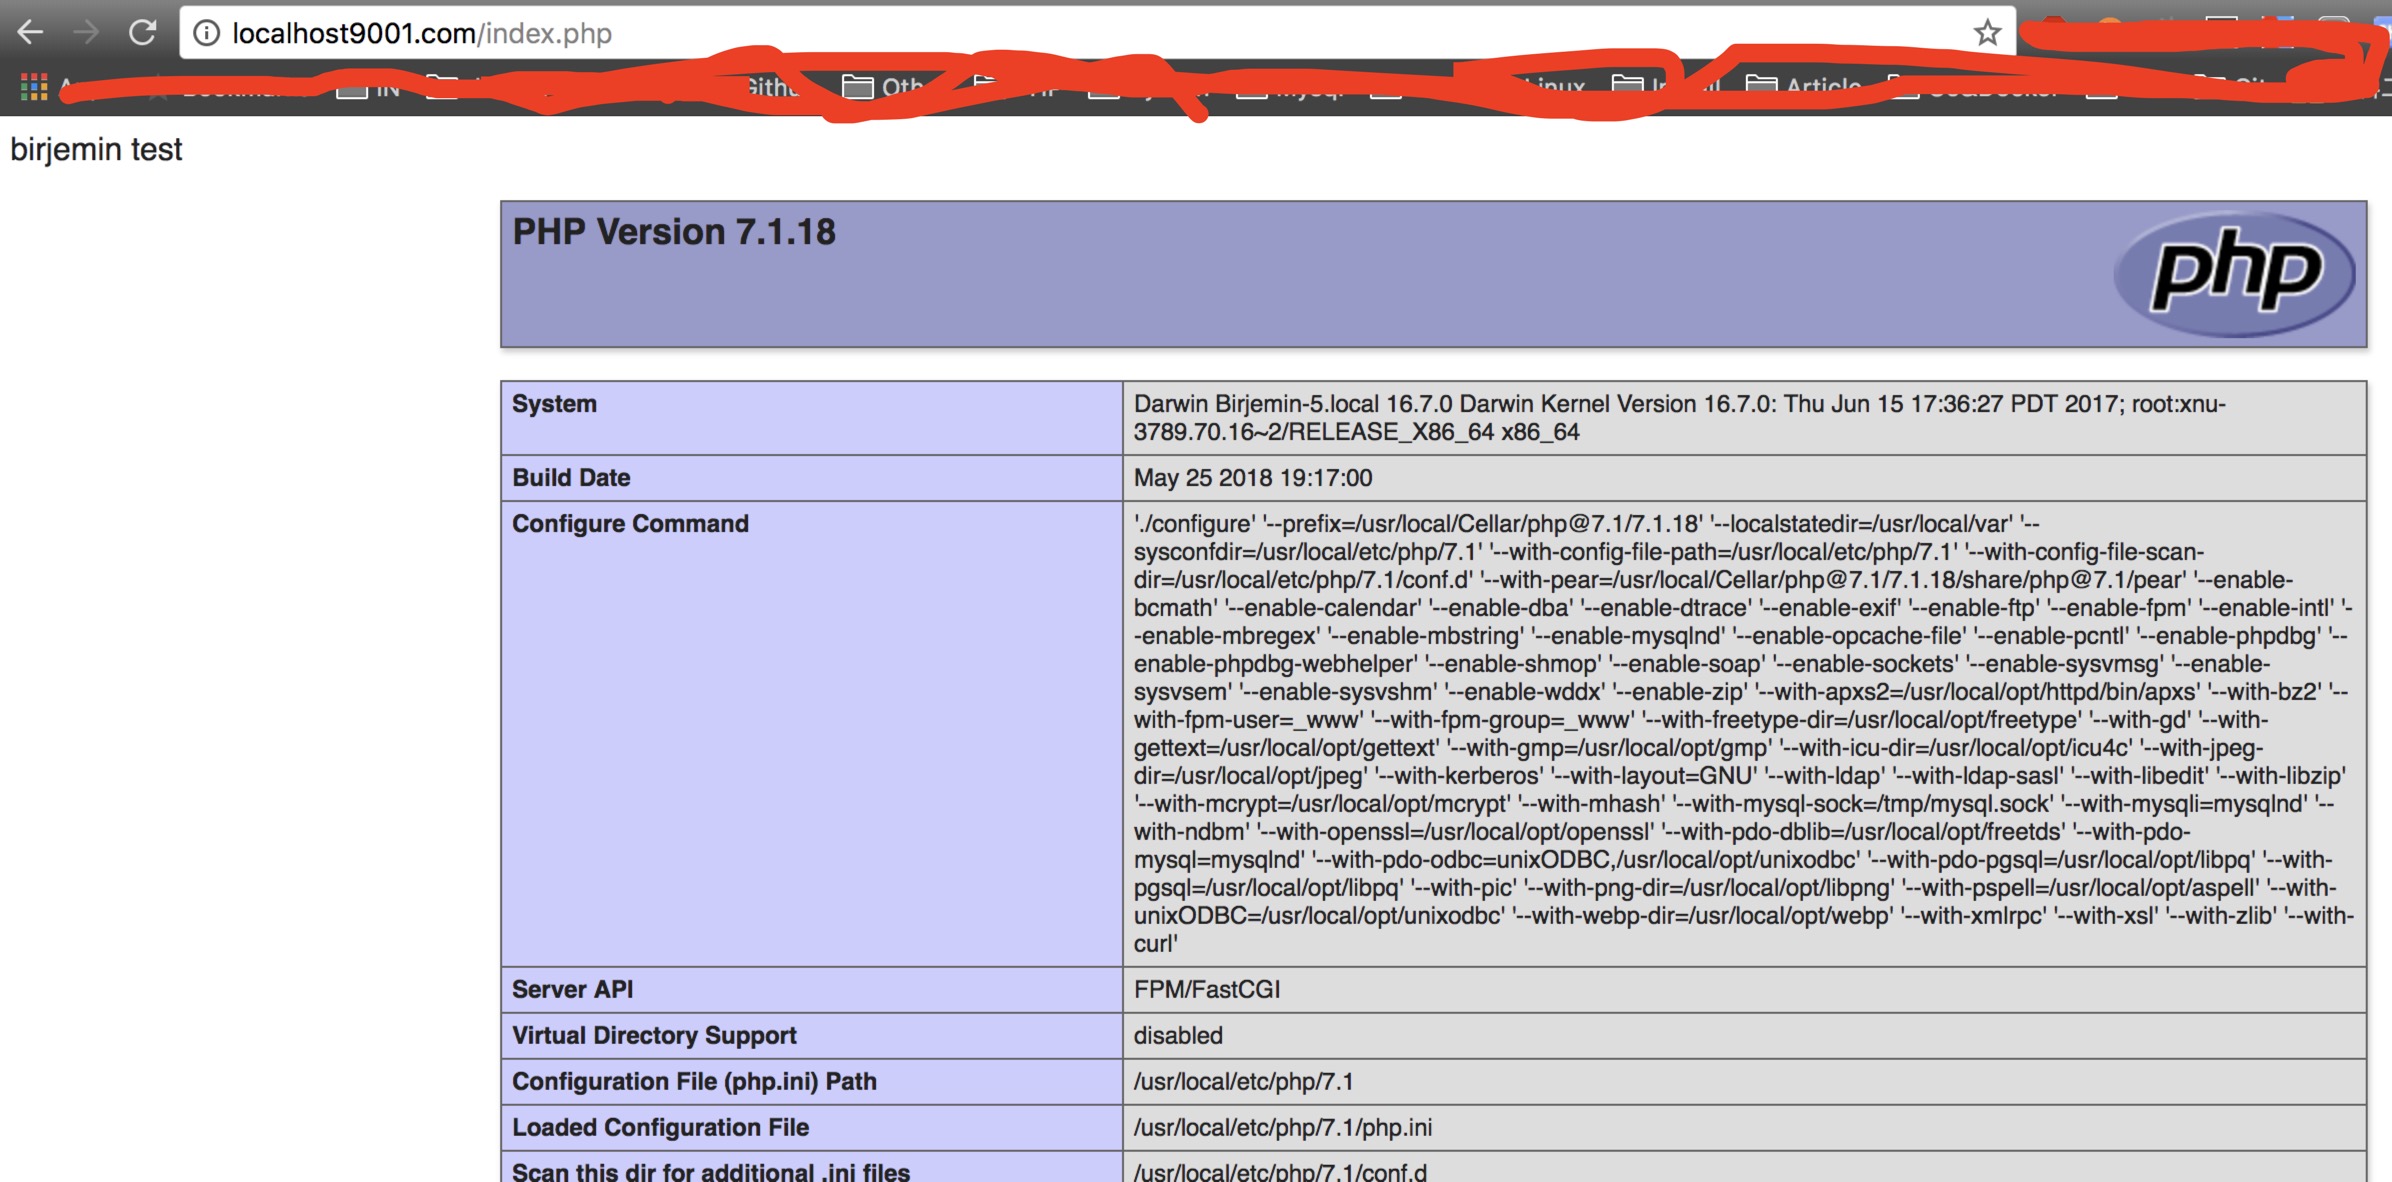 localhost9001.com/index.php
IN
Oth
Article
birjemin test
PHP Version 7.1.18
php
System
Darwin Birjemin-5.local 16.7.0 Darwin Kernel Version 16.7.0: Thu Jun 15 17:36:27 PDT 2017; root:xnu-
3789.70.16~2/RELEASE_X86_64 x86_64
Build Date
May 25 2018 19:17:00
Configure Command
'./configure' '--prefix=/usr/local/Cellar/php@7.1/7.1.18' '--localstatedir=/usr/local/var' '--
sysconfdir=/usr/local/etc/php/7.1' '--with-config-file-path=/usr/local/etc/php/7.1' '--with-config-file-scan-
dir=/usr/local/etc/php/7.1/conf.d' '--with-pear=/usr/local/Cellar/php@7.1/7.1.18/share/php@7.1/pear' '--enable-
bcmath' '--enable-calendar' '--enable-dba' '--enable-dtrace' '--enable-exif' '--enable-ftp' '--enable-fpm' '--enable-intl' '-
-enable-mbregex' '--enable-mbstring' '--enable-mysqlnd' '--enable-opcache-file' '--enable-pcntl' '--enable-phpdbg' '--
enable-phpdbg-webhelper' '--enable-shmop' '--enable-soap' '--enable-sockets' '--enable-sysvmsg' '--enable-
sysvsem' '--enable-sysvshm' '--enable-wddx' '--enable-zip' '--with-apxs2=/usr/local/opt/httpd/bin/apxs' '--with-bz2' '--
with-fpm-user=_www' '--with-fpm-group=_www' '--with-freetype-dir=/usr/local/opt/freetype' '--with-gd' '--with-
gettext=/usr/local/opt/gettext' '--with-gmp=/usr/local/opt/gmp' '--with-icu-dir=/usr/local/opt/icu4c' '--with-jpeg-
dir=/usr/local/opt/jpeg' '--with-kerberos' '--with-layout=GNU' '--with-ldap' '--with-ldap-sasl' '--with-libedit' '--with-libzip'
'--with-mcrypt=/usr/local/opt/mcrypt' '--with-mhash' '--with-mysql-sock=/tmp/mysql.sock' '--with-mysqli=mysqlnd' '--
with-ndbm' '--with-openssl=/usr/local/opt/openssl' '--with-pdo-dblib=/usr/local/opt/freetds' '--with-pdo-
mysql=mysqlnd' '--with-pdo-odbc=unixODBC,/usr/local/opt/unixodbc' '--with-pdo-pgsql=/usr/local/opt/libpq' '--with-
pgsql=/usr/local/opt/libpq' '--with-pic' '--with-png-dir=/usr/local/opt/libpng' '--with-pspell=/usr/local/opt/aspell' '--with-
unixODBC=/usr/local/opt/unixodbc' '--with-webp-dir=/usr/local/opt/webp' '--with-xmlrpc' '--with-xsl' '--with-zlib' '--with-
curl'
Server API
FPM/FastCGI
Virtual Directory Support
disabled
Configuration File (php.ini) Path
/usr/local/etc/php/7.1
Loaded Configuration File
/usr/local/etc/php/7.1/php.ini
Scan this dir for additional .ini files
/usr/local/etc/php/7.1/conf.d